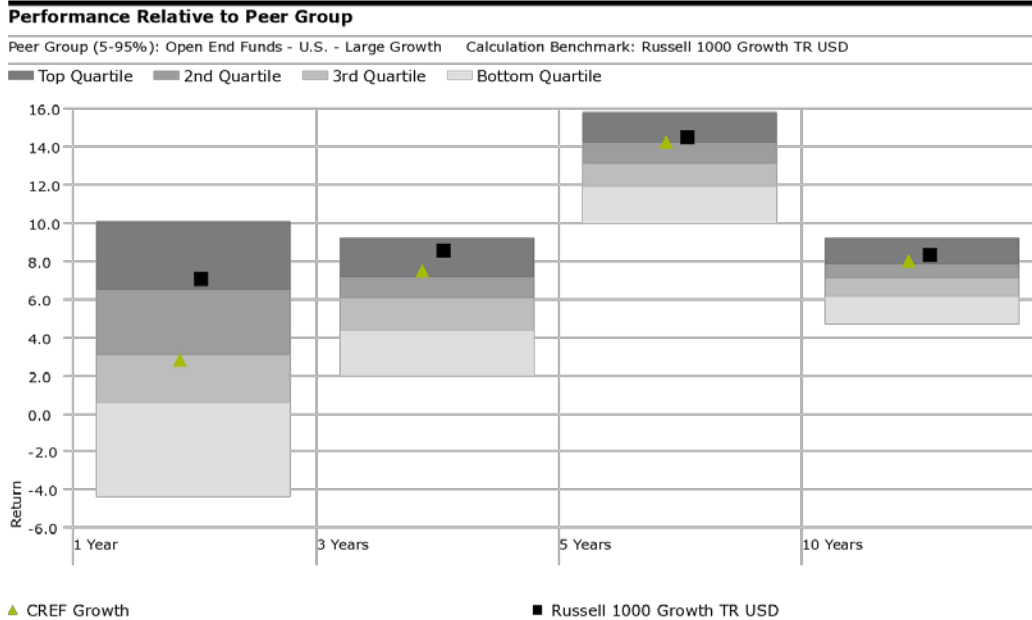 Performance Relative to Peer Group
Peer Group (5-95%): Open End Funds - U.S. - Large Growth Calculation Benchmark: Russell 1000 Growth TR USD
Top Quartile 2nd Quartile 3rd Quartile Bottom Quartile
16.0
14.0
12.0
10.0
8.0
6.0
4.0
2.0
0.0
-2.0
-4.0
-6.0
Return
1 Year 3 Years 5 Years 10 Years
CREF Growth Russell 1000 Growth TR USD